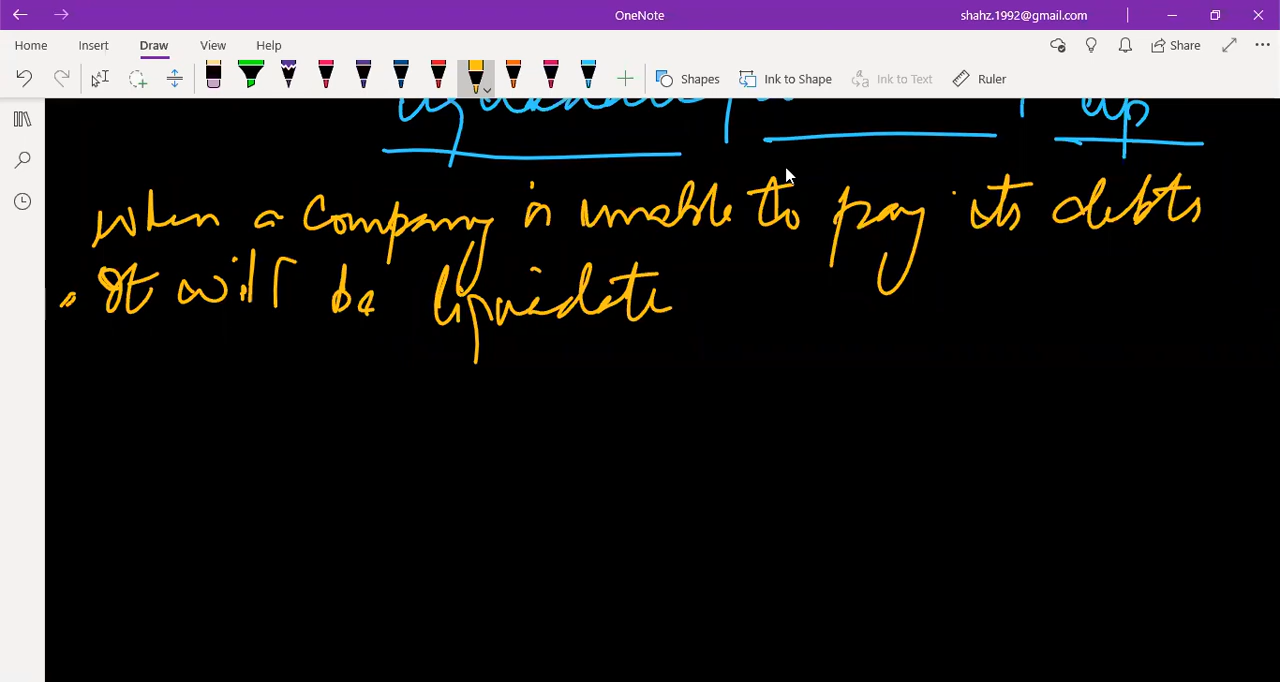 OneNote
shahz.1992@gmail.com
Home Insert Draw View Help
Share
Shapes Ink to Shape Ink to Text Ruler
up
when a company is unable to pay its debts
It will be liquidate